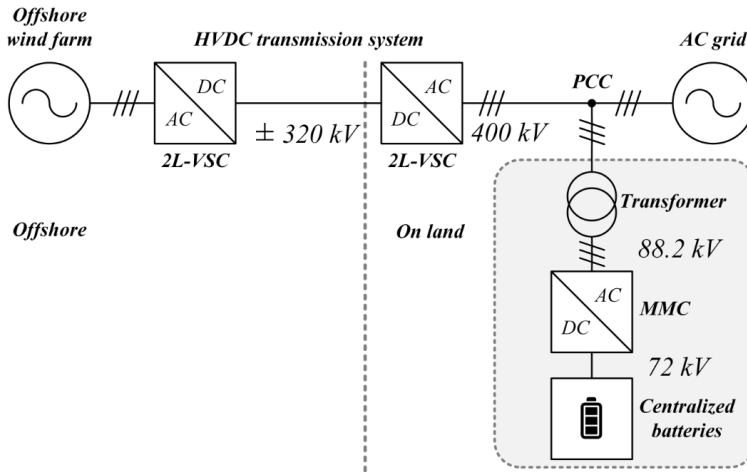 Offshore
wind farm
HVDC transmission system
AC grid
DC
AC
2L-VSC
± 320 kV
AC
DC
2L-VSC
400 kV
PCC
Offshore
On land
Transformer
88.2 kV
AC
DC
MMC
72 kV
Centralized
batteries